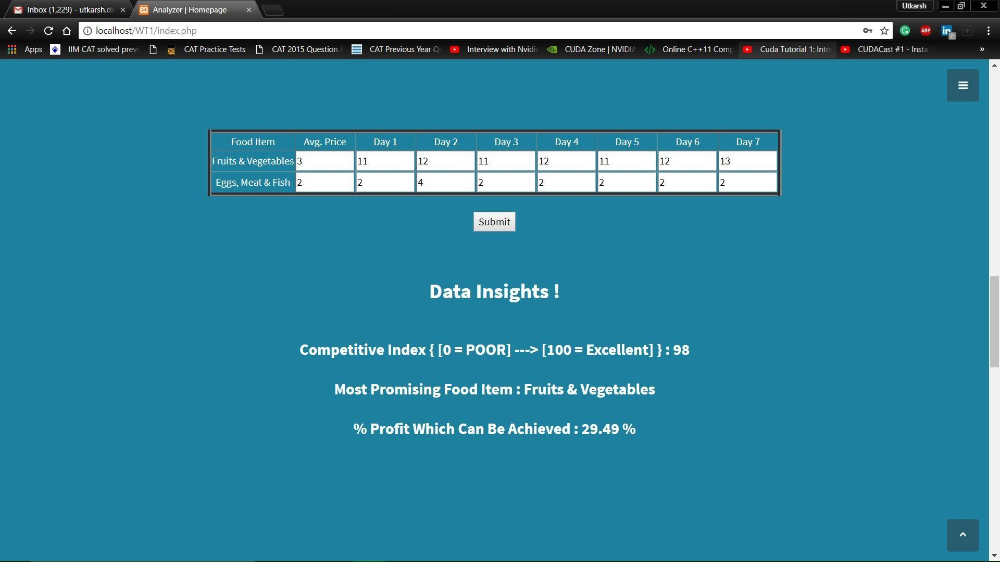 Inbox (1,229) - utkarsh.di
Analyzer | Homepage
Utkarsh
localhost/WT1/index.php
ABP
in
?
Apps IIM CAT solved previ CAT Practice Tests CAT 2015 Question P CAT Previous Year Q Interview with Nvidia CUDA Zone | NVIDIA Online C++11 Comp Cuda Tutorial 1: Intro CUDACast #1 - Insta »
Food Item Avg. Price Day 1 Day 2 Day 3 Day 4 Day 5 Day 6 Day 7
Fruits & Vegetables 3 11 12 11 12 11 12 13
Eggs, Meat & Fish 2 2 4 2 2 2 2 2
Submit
Data Insights !
Competitive Index { [0 = POOR] ---> [100 = Excellent] } : 98
Most Promising Food Item : Fruits & Vegetables
% Profit Which Can Be Achieved : 29.49 %